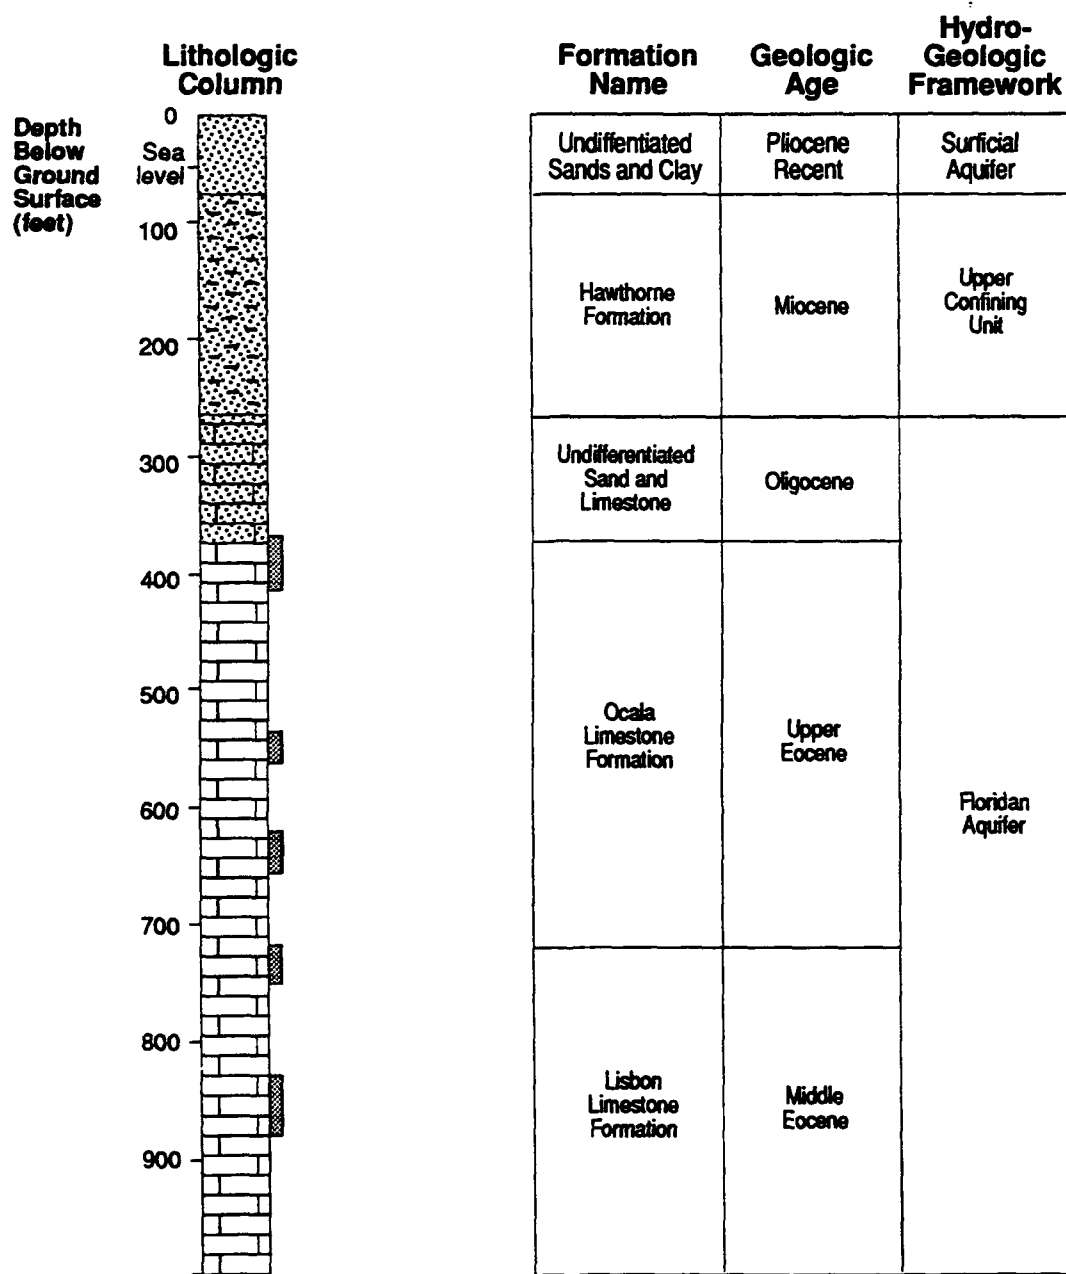 Lithologic
Column
Formation
Name
Geologic
Age
Hydro-
Geologic
Framework
Depth
Below
Ground
Surface
(feet)
0
Sea
level
100
200
300
400
500
600
700
800
900
Undiffentiated
Sands and Clay
Pliocene
Recent
Surficial
Aquifer
Hawthorne
Formation
Miocene
Upper
Confining
Unit
Undifferentiated
Sand and
Limestone
Oligocene
Ocala
Limestone
Formation
Upper
Eocene
Floridan
Aquifer
Lisbon
Limestone
Formation
Middle
Eocene